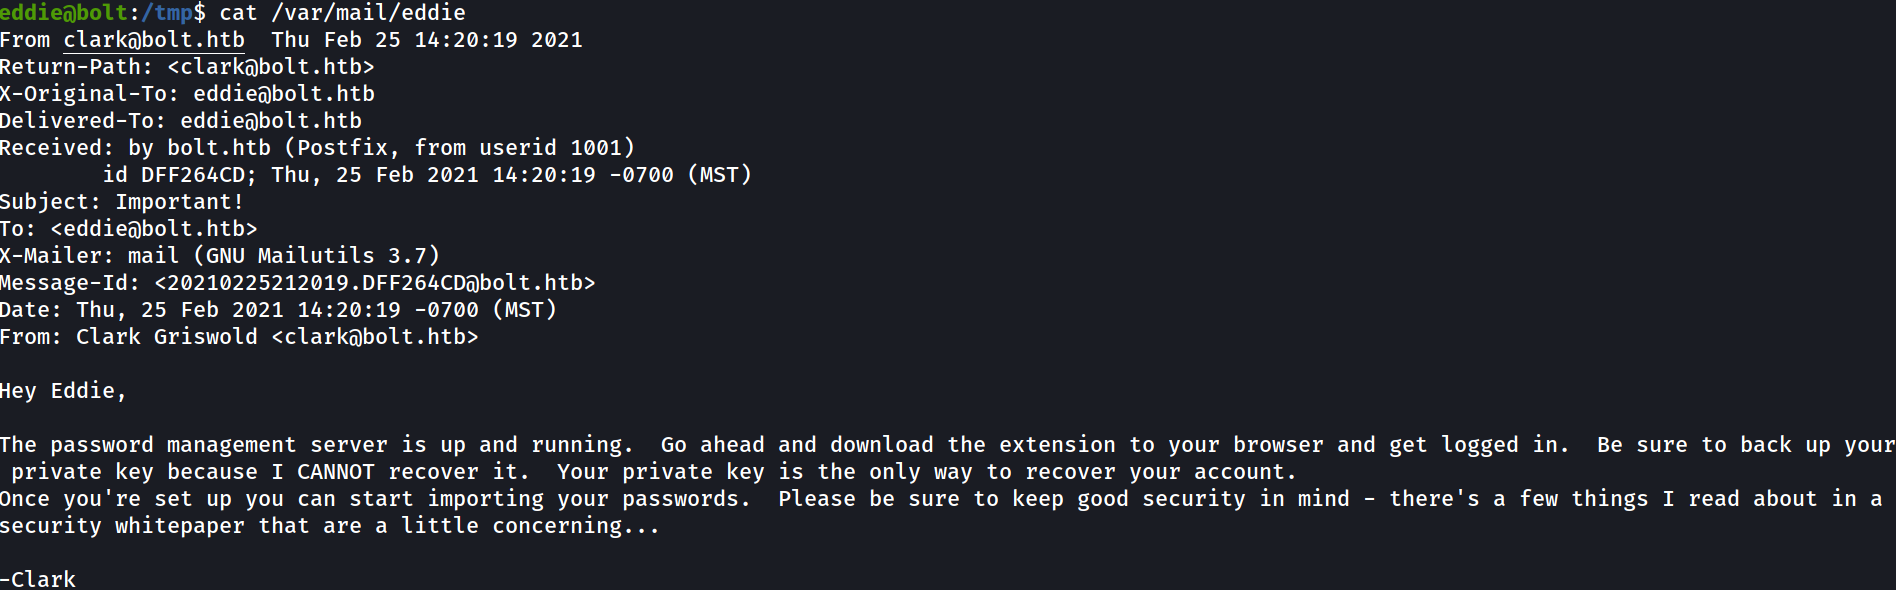 eddie@bolt:/tmp$ cat /var/mail/eddie
From clark@bolt.htb  Thu Feb 25 14:20:19 2021
Return-Path: <clark@bolt.htb>
X-Original-To: eddie@bolt.htb
Delivered-To: eddie@bolt.htb
Received: by bolt.htb (Postfix, from userid 1001)
        id DFF264CD; Thu, 25 Feb 2021 14:20:19 -0700 (MST)
Subject: Important!
To: <eddie@bolt.htb>
X-Mailer: mail (GNU Mailutils 3.7)
Message-Id: <20210225212019.DFF264CD@bolt.htb>
Date: Thu, 25 Feb 2021 14:20:19 -0700 (MST)
From: Clark Griswold <clark@bolt.htb>

Hey Eddie,

The password management server is up and running.  Go ahead and download the extension to your browser and get logged in.  Be sure to back up your
 private key because I CANNOT recover it.  Your private key is the only way to recover your account.
Once you're set up you can start importing your passwords.  Please be sure to keep good security in mind - there's a few things I read about in a
security whitepaper that are a little concerning...

-Clark